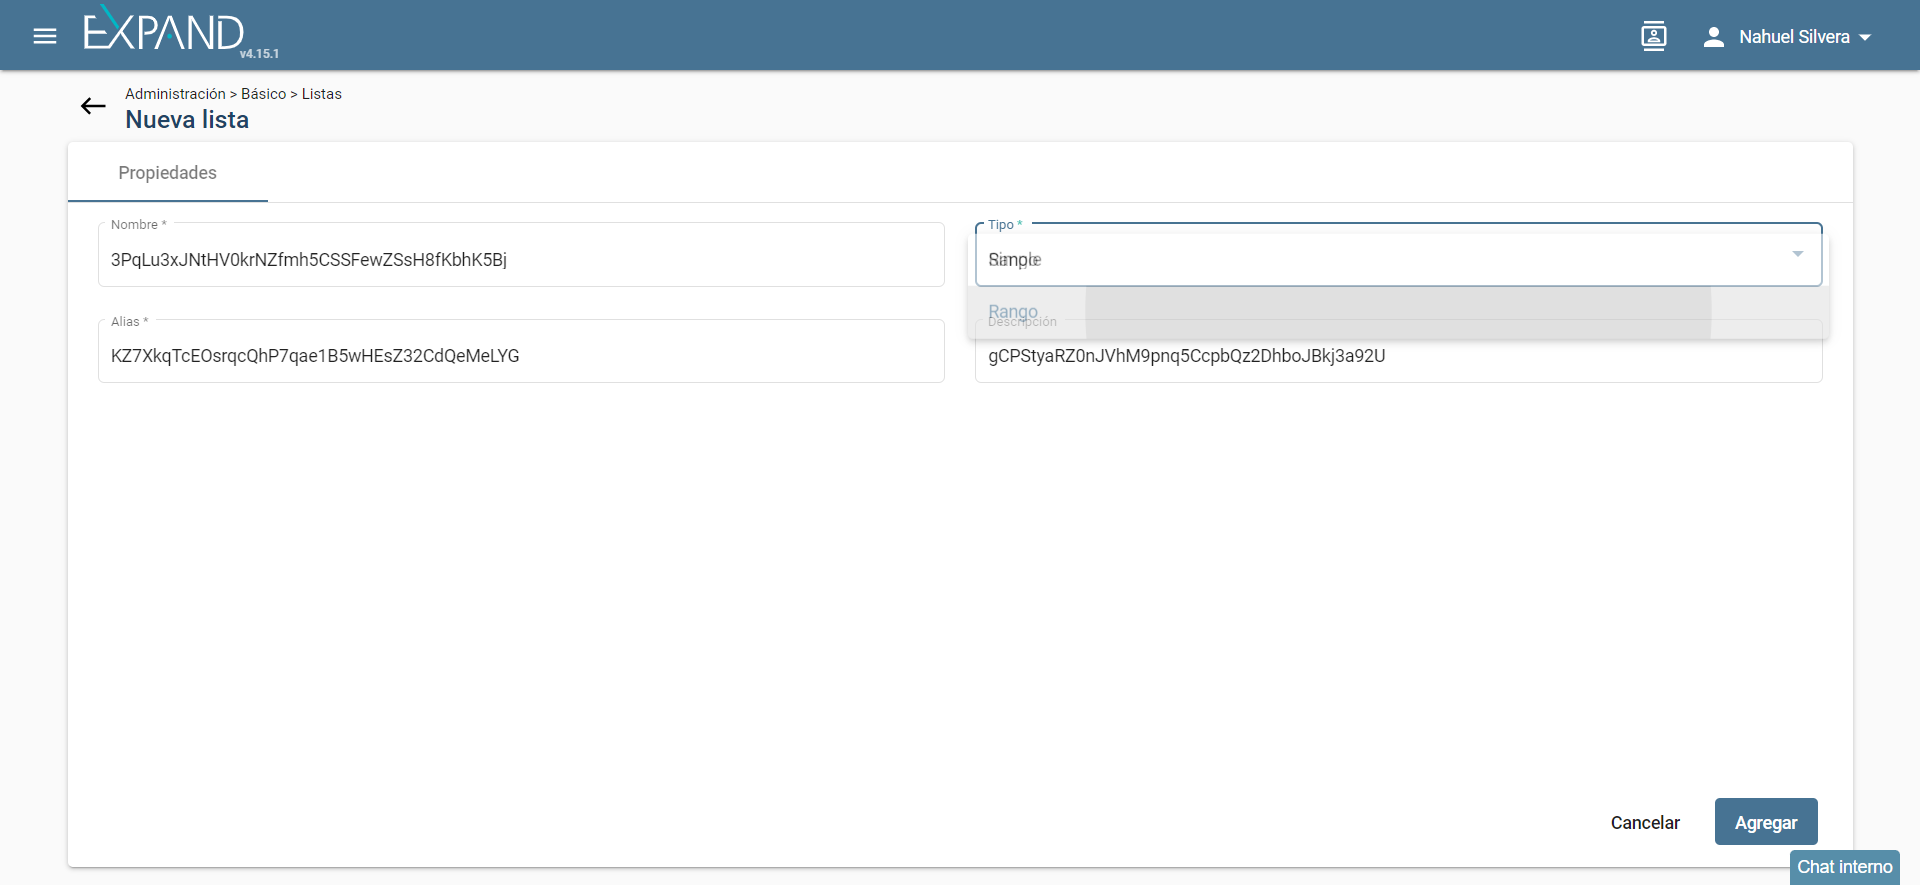 EXPAND
v4.15.1
Nahuel Silvera
Administración > Básico > Listas
Nueva lista
Propiedades
Nombre *
3PqLu3xJNtHV0krNZfmh5CSSFewZSsH8fKbhK5Bj
Tipo *
Rango
Alias *
KZ7XkqTcEOsrqcQhP7qae1B5wHEsZ32CdQeMeLYG
Descripción
gCPStyaRZ0nJVhM9pnq5CcpbQz2DhboJBkj3a92U
Cancelar
Agregar
Chat interno